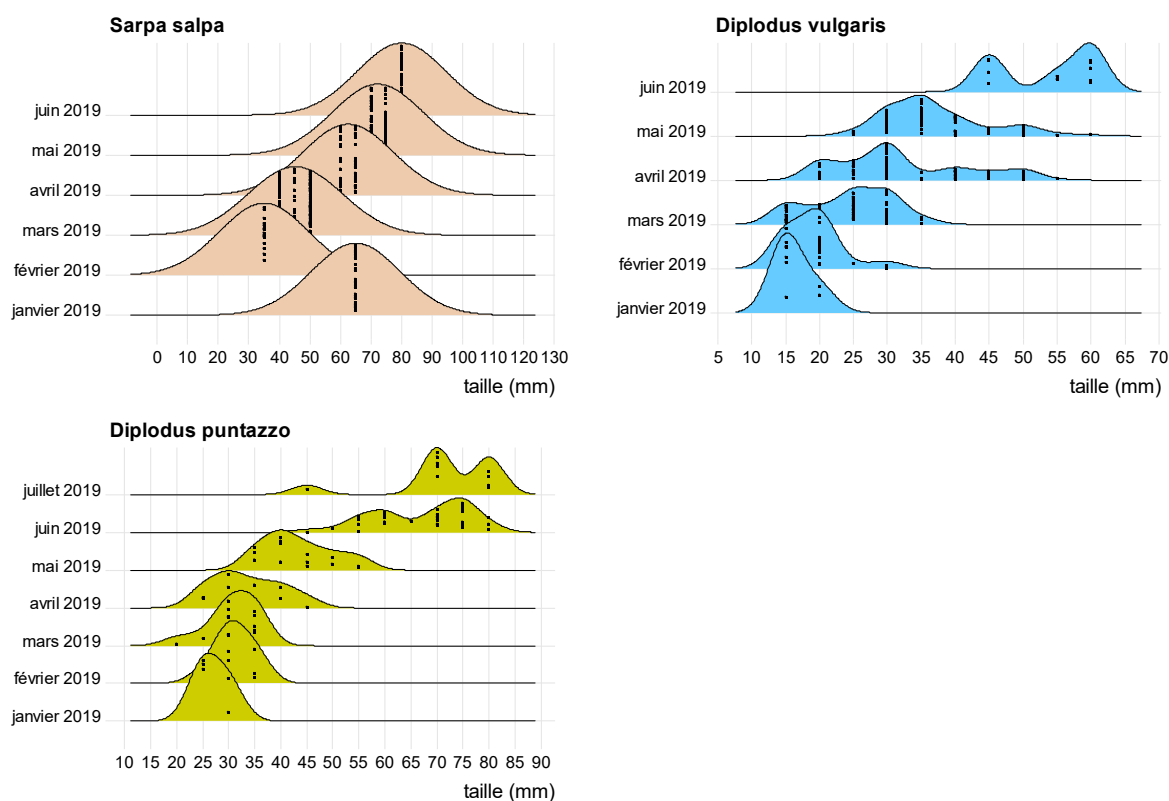 Sarpa salpa
juin 2019
mai 2019
avril 2019
mars 2019
février 2019
janvier 2019
0 10 20 30 40 50 60 70 80 90 100 110 120 130
taille (mm)
Diplodus vulgaris
juin 2019
mai 2019
avril 2019
mars 2019
février 2019
janvier 2019
5 10 15 20 25 30 35 40 45 50 55 60 65 70
taille (mm)
Diplodus puntazzo
juillet 2019
juin 2019
mai 2019
avril 2019
mars 2019
février 2019
janvier 2019
10 15 20 25 30 35 40 45 50 55 60 65 70 75 80 85 90
taille (mm)